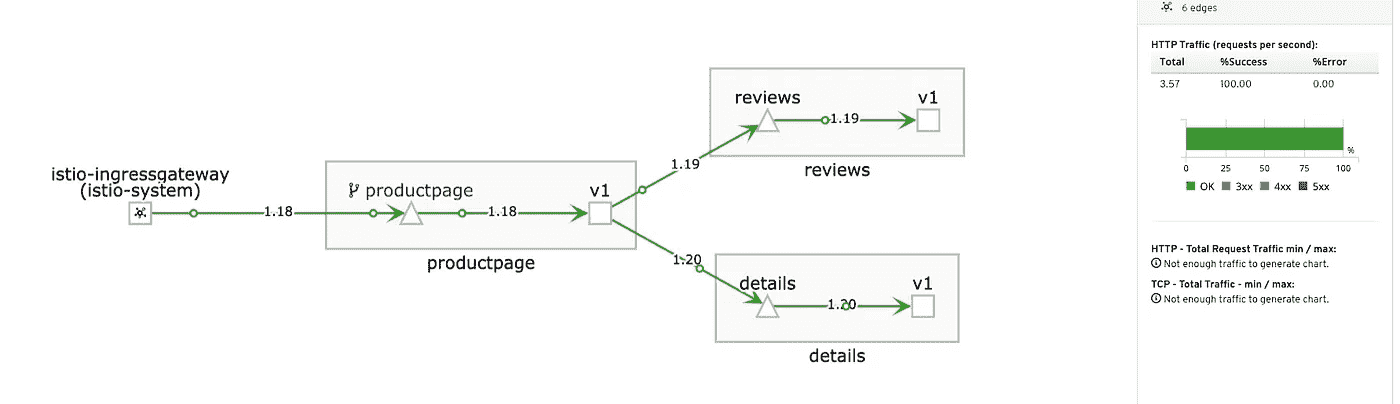 6 edges
HTTP Traffic (requests per second):
Total %Success %Error
3.57 100.00 0.00
%
0 25 50 75 100
OK 3xx 4xx 5xx
HTTP - Total Request Traffic min / max:
Not enough traffic to generate chart.
TCP - Total Traffic - min / max:
Not enough traffic to generate chart.
istio-ingressgateway
(istio-system)
1.18
productpage
1.18
v1
productpage
1.19
reviews
1.19
v1
reviews
1.20
details
1.20
v1
details